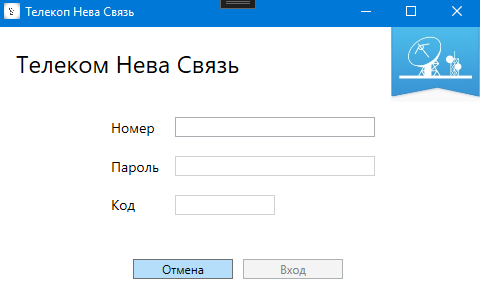 Телекоп Нева Связь
Телеком Нева Связь
Номер
Пароль
Код
Отмена
Вход